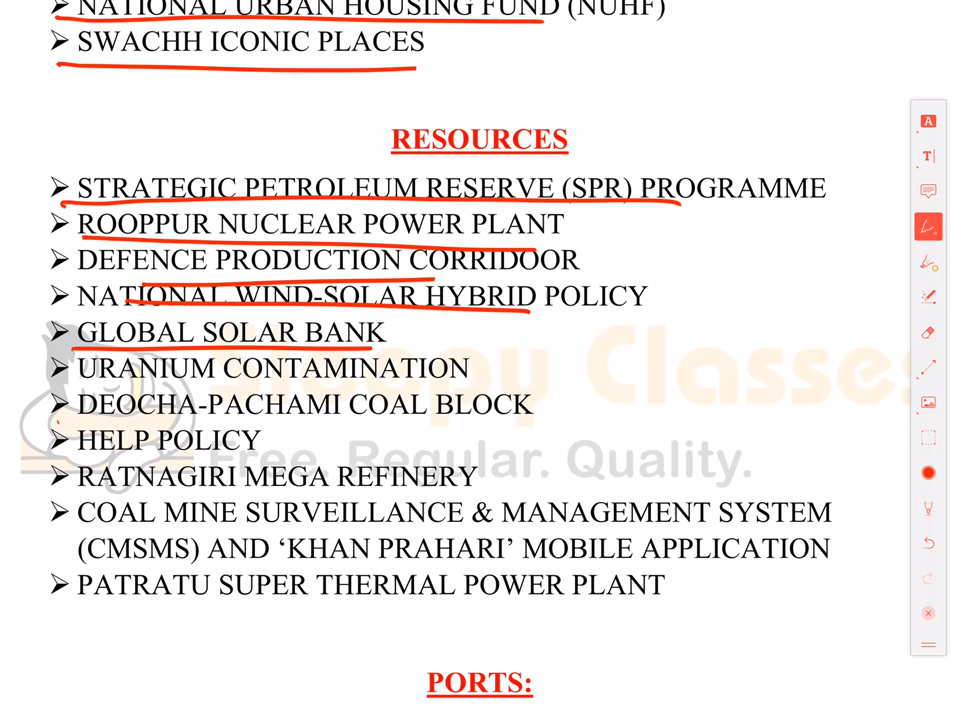 ➢ NATIONAL URBAN HOUSING FUND (NUHF)
➢ SWACHH ICONIC PLACES
RESOURCES
➢ STRATEGIC PETROLEUM RESERVE (SPR) PROGRAMME
➢ ROOPPUR NUCLEAR POWER PLANT
➢ DEFENCE PRODUCTION CORRIDOOR
➢ NATIONAL WIND-SOLAR HYBRID POLICY
➢ GLOBAL SOLAR BANK
➢ URANIUM CONTAMINATION
➢ DEOCHA-PACHAMI COAL BLOCK
➢ HELP POLICY
➢ RATNAGIRI MEGA REFINERY
➢ COAL MINE SURVEILLANCE & MANAGEMENT SYSTEM
(CMSMS) AND ‘KHAN PRAHARI’ MOBILE APPLICATION
➢ PATRATU SUPER THERMAL POWER PLANT
PORTS:
Sleepy Classes
Free. Regular. Quality.
A
T